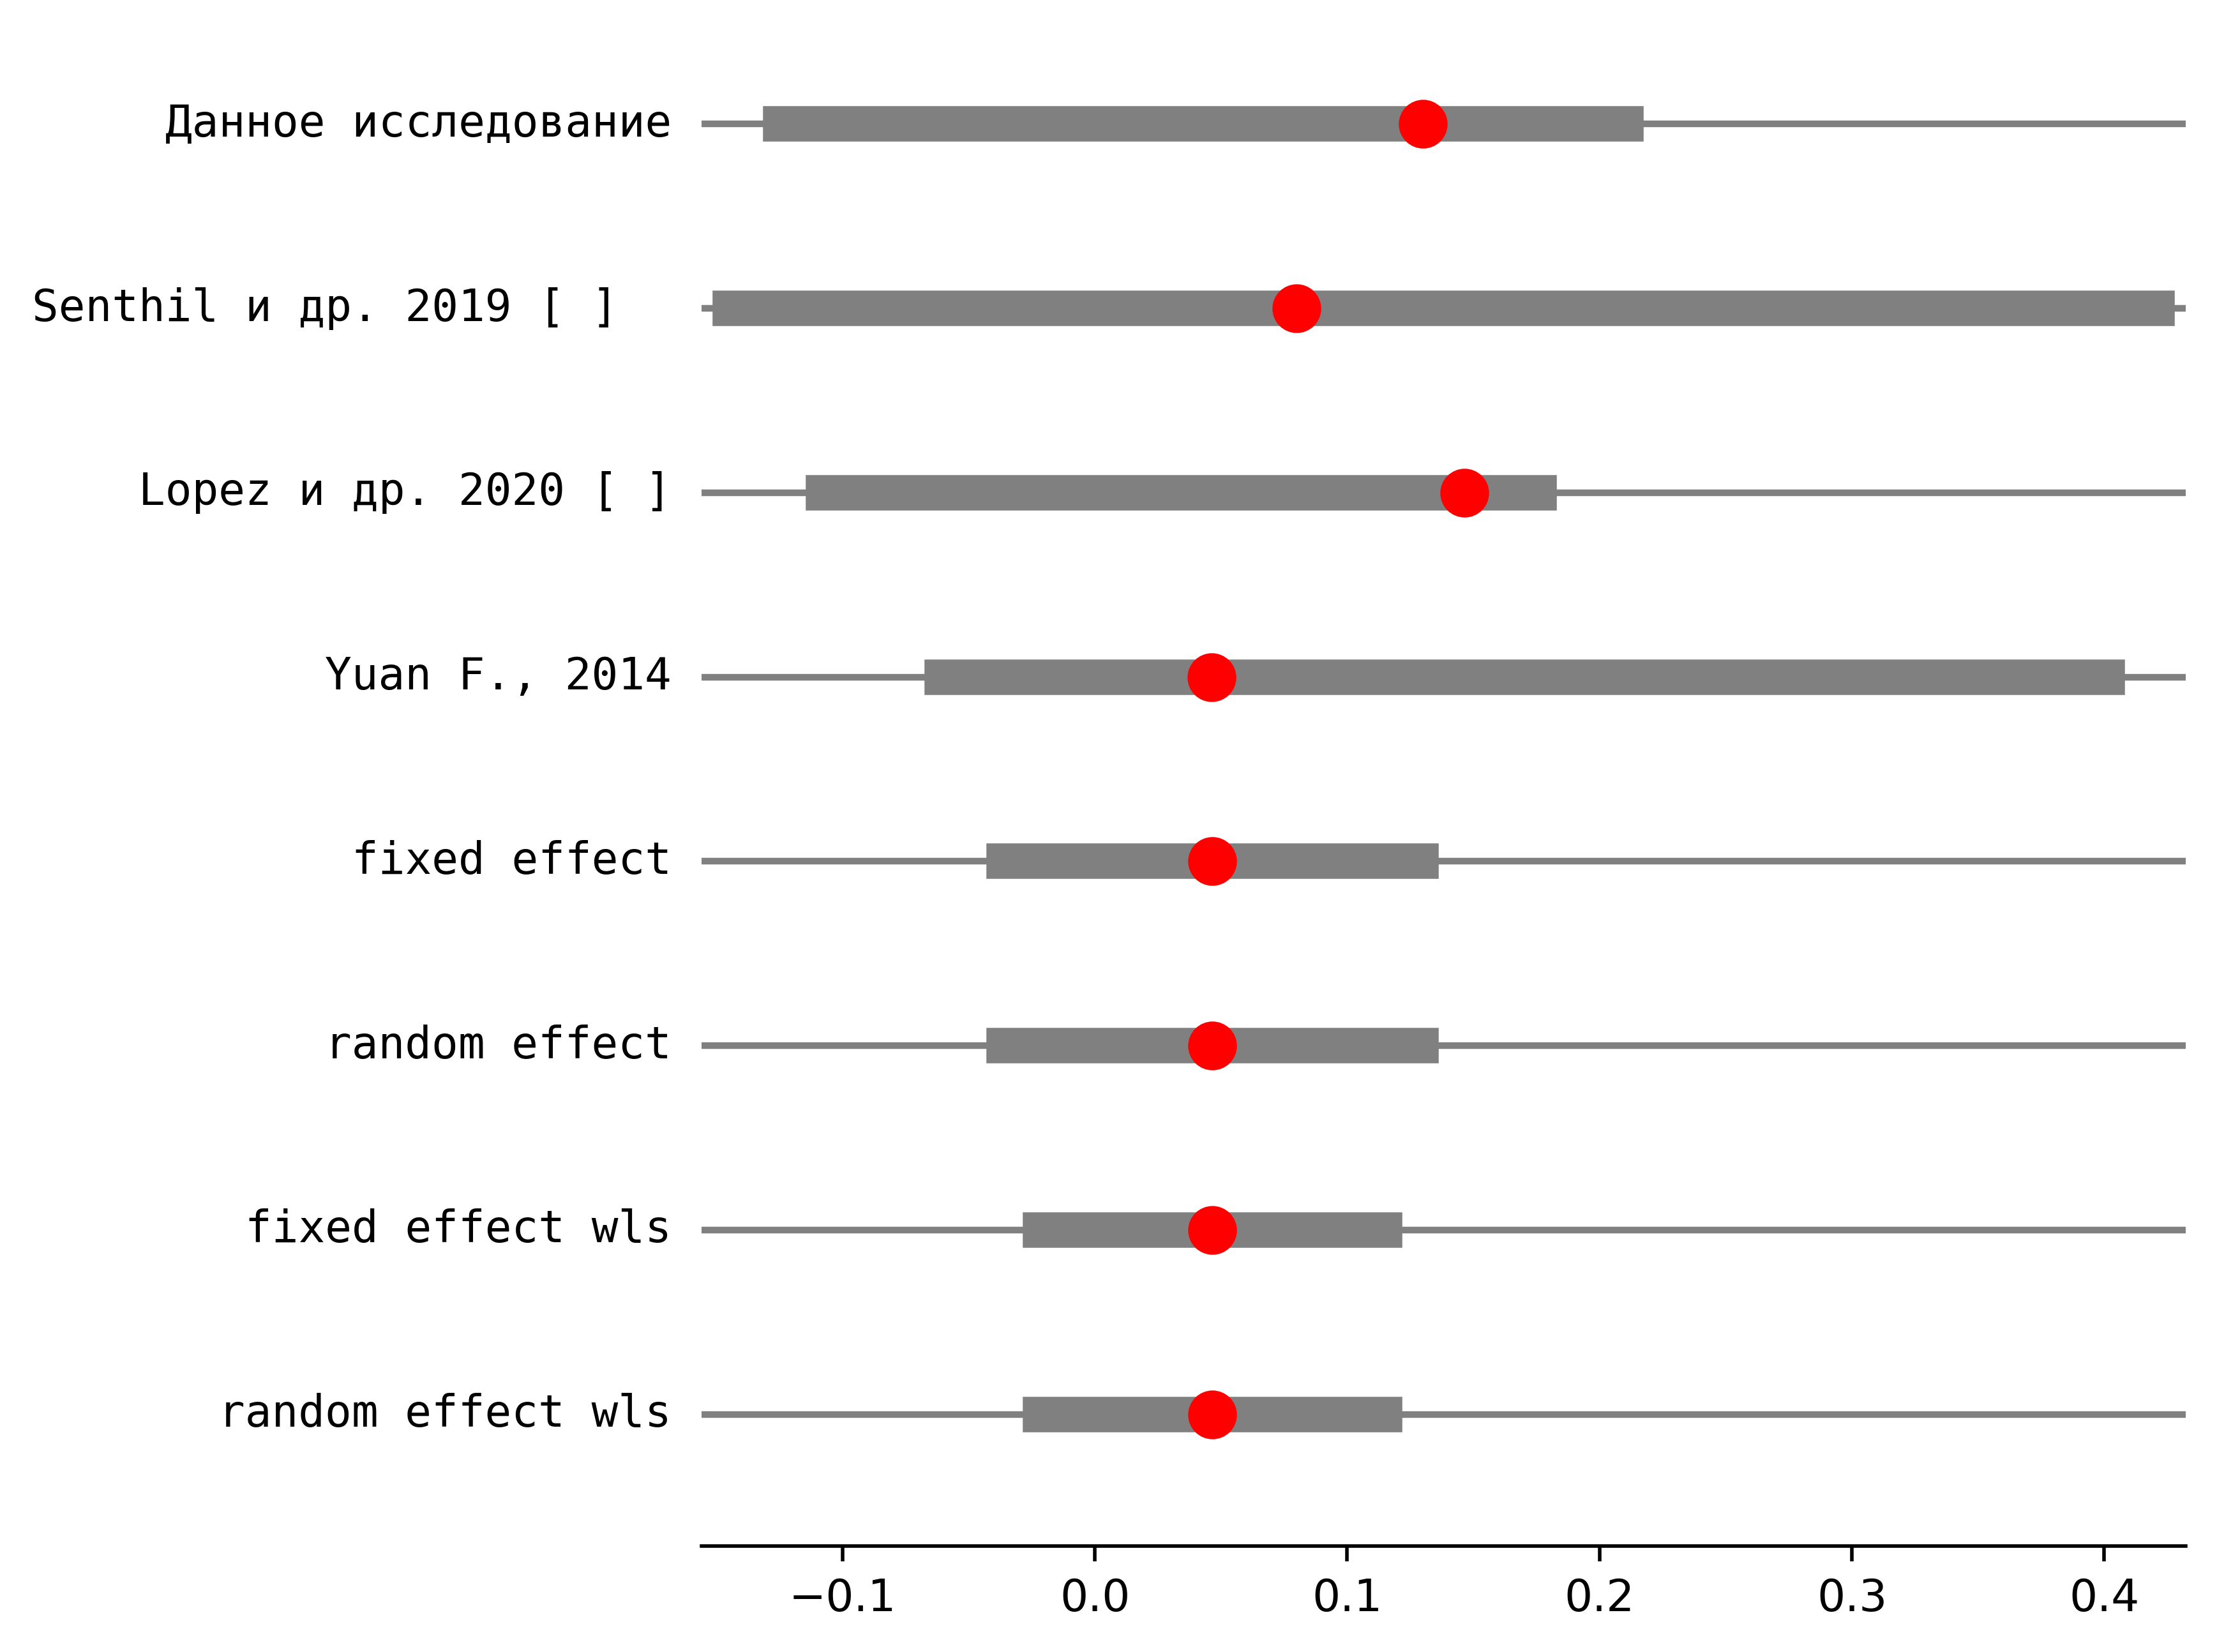 Данное исследование
Senthil и др. 2019 [ ]
Lopez и др. 2020 [ ]
Yuan F., 2014
fixed effect
random effect
fixed effect wls
random effect wls
−0.1 0.0 0.1 0.2 0.3 0.4